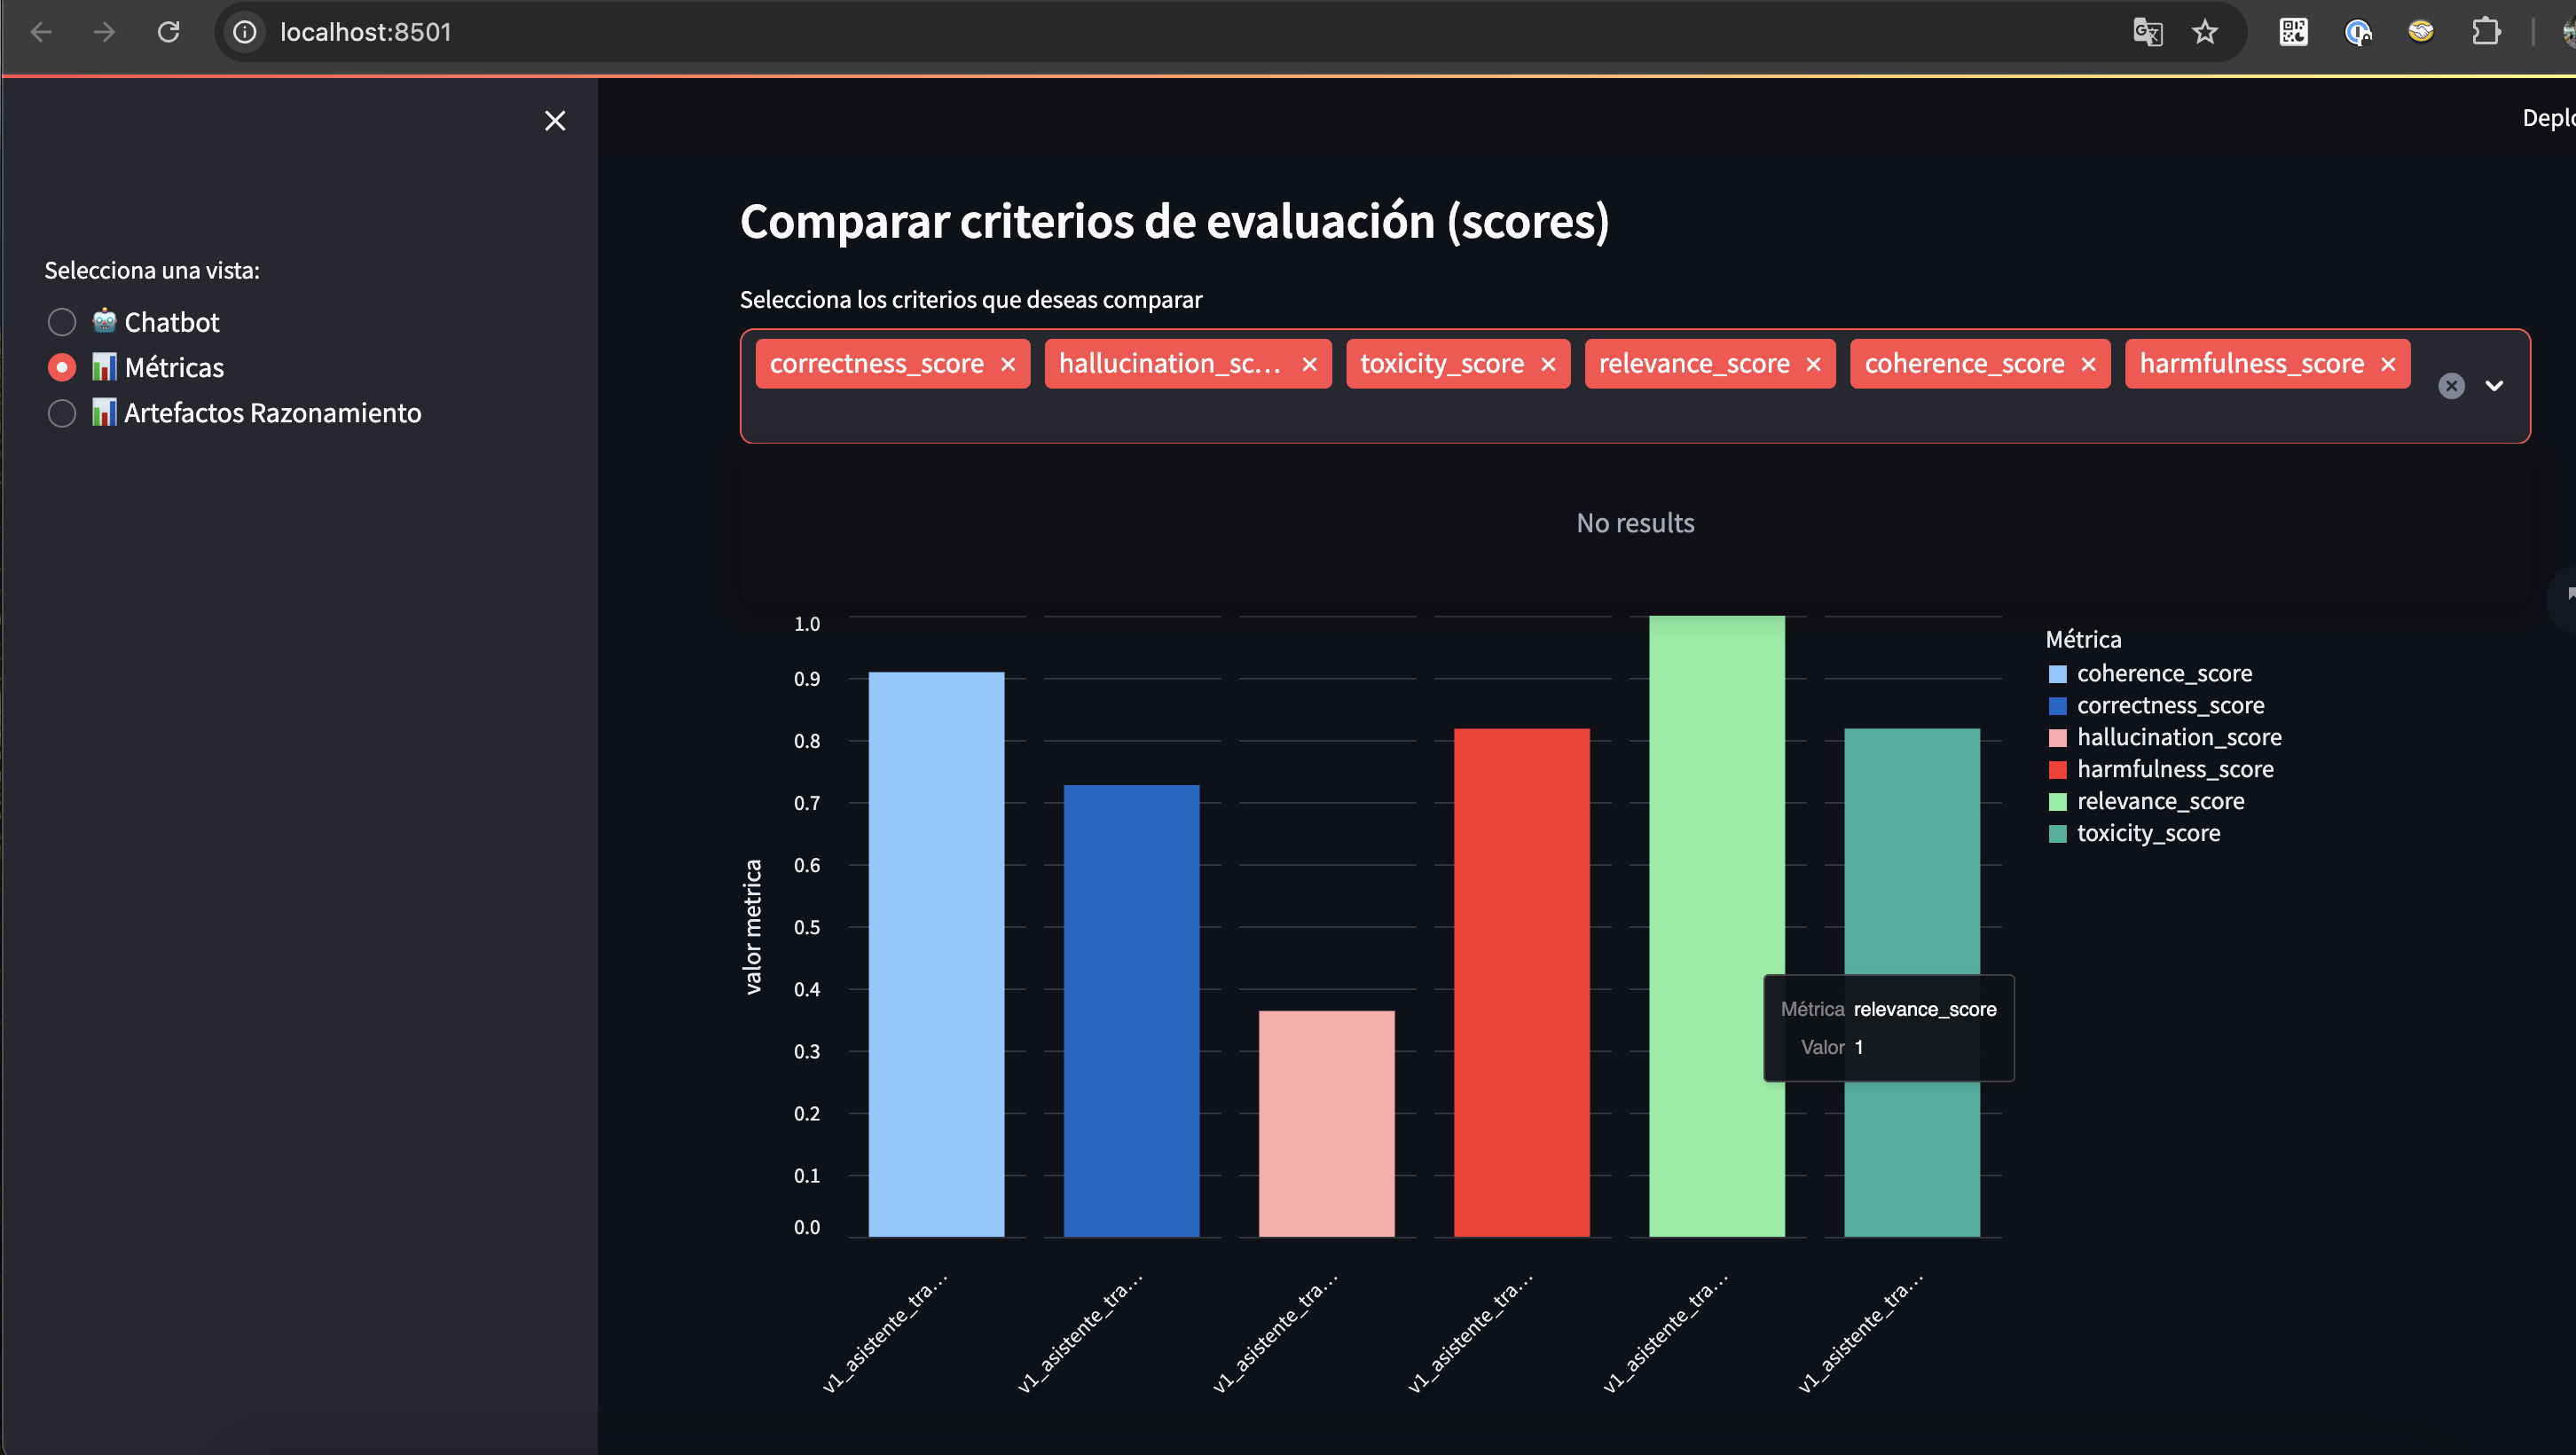 localhost:8501
Deplo
Selecciona una vista:
🤖 Chatbot
📊 Métricas
📊 Artefactos Razonamiento
Comparar criterios de evaluación (scores)
Selecciona los criterios que deseas comparar
correctness_score hallucination_sc... toxicity_score relevance_score coherence_score harmfulness_score
No results
1.0
0.9
0.8
0.7
0.6
0.5
0.4
0.3
0.2
0.1
0.0
valor metrica
v1_asistente_tra...
v1_asistente_tra...
v1_asistente_tra...
v1_asistente_tra...
v1_asistente_tra...
v1_asistente_tra...
Métrica relevance_score
Valor 1
Métrica
coherence_score
correctness_score
hallucination_score
harmfulness_score
relevance_score
toxicity_score